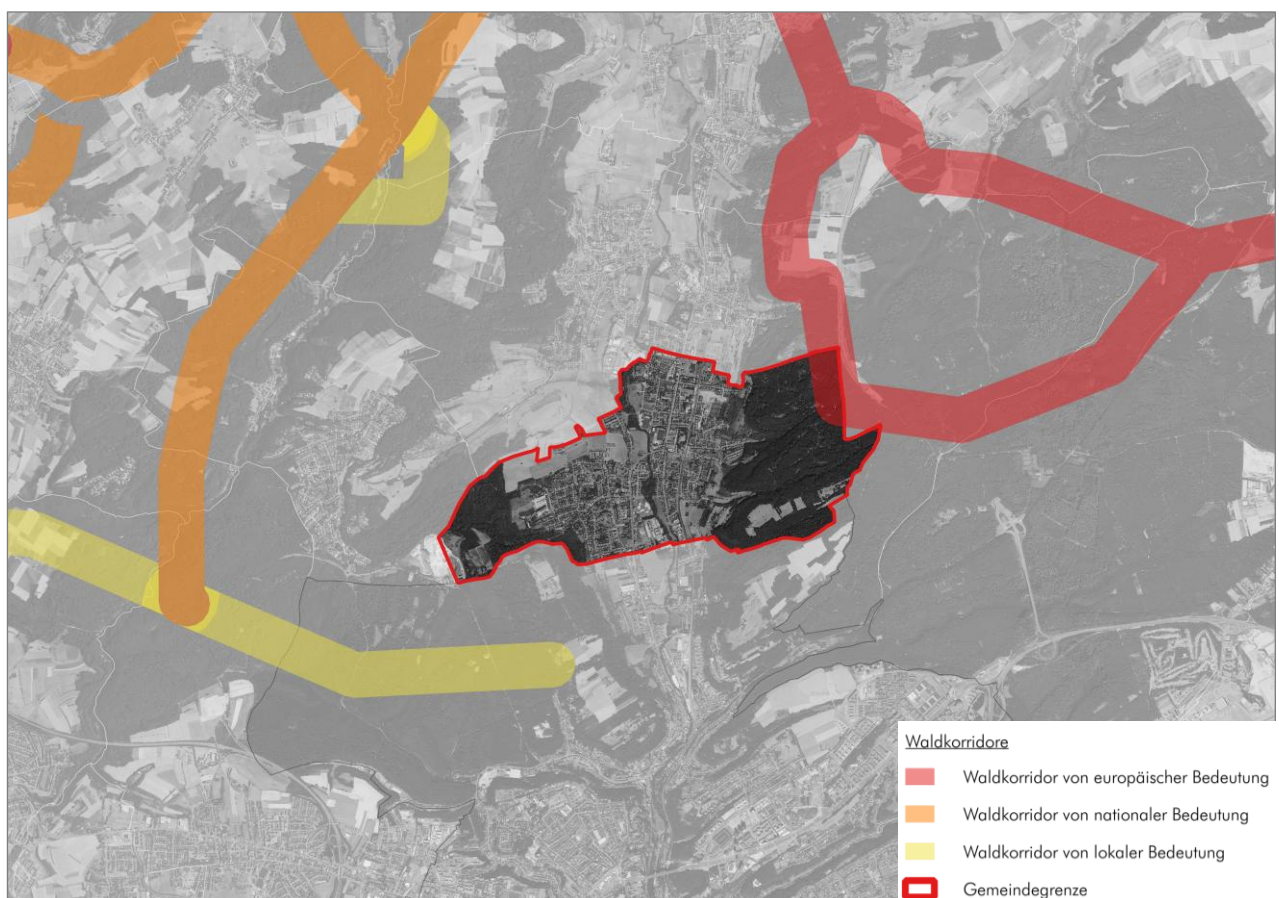 Waldkorridore
Waldkorridor von europäischer Bedeutung
Waldkorridor von nationaler Bedeutung
Waldkorridor von lokaler Bedeutung
Gemeindegrenze